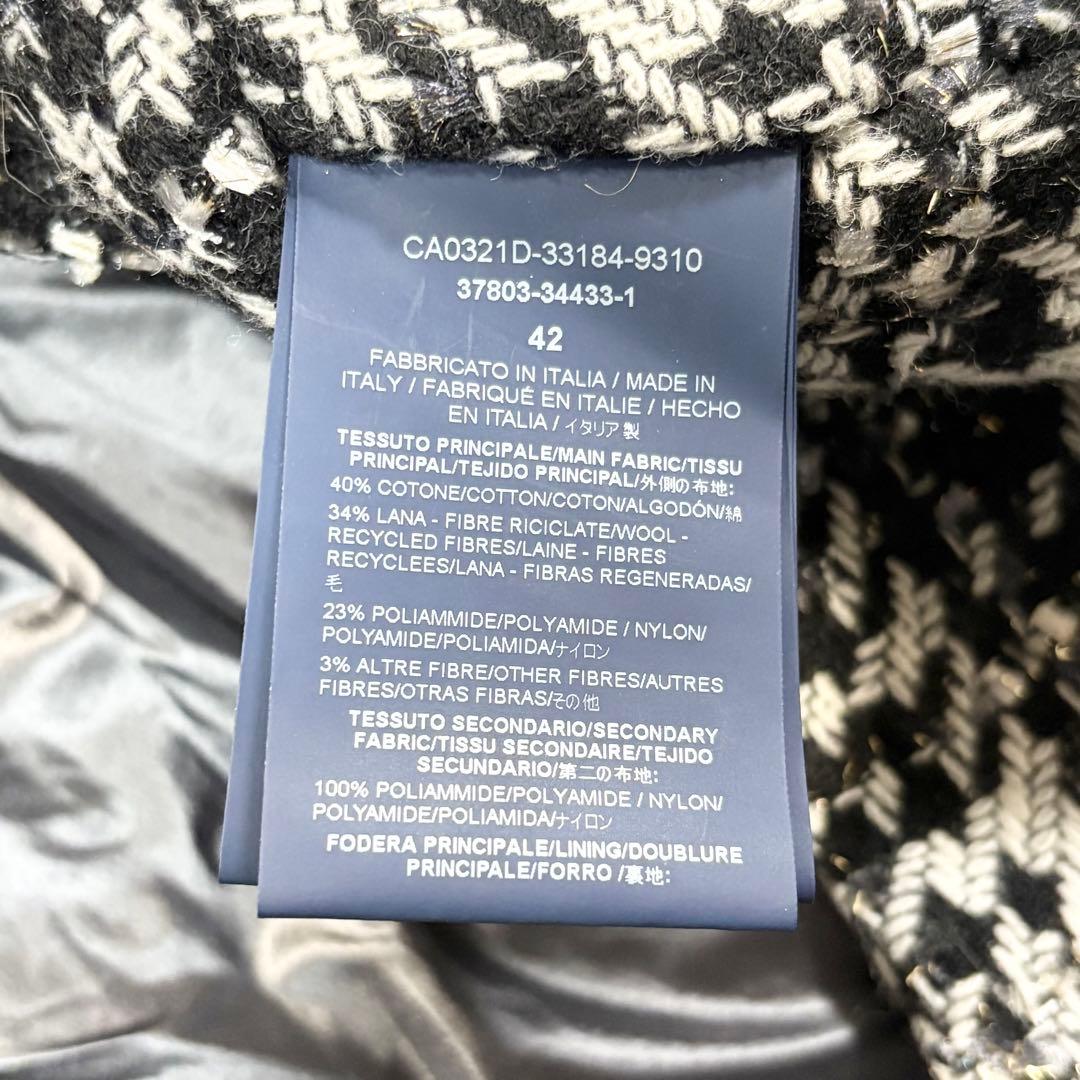 CA0321D-33184-9310
37803-34433-1
42
FABBRICATO IN ITALIA / MADE IN
ITALY / FABRIQUÉ EN ITALIE / HECHO
EN ITALIA / イタリア製
TESSUTO PRINCIPALE/MAIN FABRIC/TISSU
PRINCIPAL/TEJIDO PRINCIPAL/外側の布地:
40% COTONE/COTTON/COTON/ALGODÓN/綿
34% LANA - FIBRE RICICLATE/WOOL -
RECYCLED FIBRES/LAINE - FIBRES
RECYCLEES/LANA - FIBRAS REGENERADAS/
毛
23% POLIAMMIDE/POLYAMIDE / NYLON/
POLYAMIDE/POLIAMIDA/ナイロン
3% ALTRE FIBRE/OTHER FIBRES/AUTRES
FIBRES/OTRAS FIBRAS/その他
TESSUTO SECONDARIO/SECONDARY
FABRIC/TISSU SECONDAIRE/TEJIDO
SECUNDARIO/第二の布地:
100% POLIAMMIDE/POLYAMIDE / NYLON/
POLYAMIDE/POLIAMIDA/ナイロン
FODERA PRINCIPALE/LINING/DOUBLURE
PRINCIPALE/FORRO /裏地: